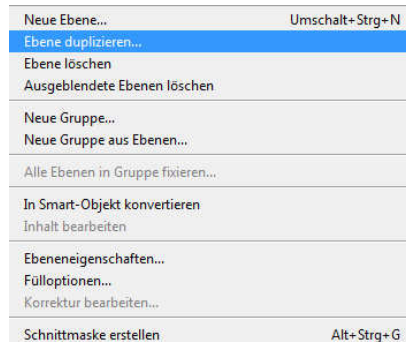 Neue Ebene... Umschalt+Strg+N
Ebene duplizieren...
Ebene löschen
Ausgeblendete Ebenen löschen
Neue Gruppe...
Neue Gruppe aus Ebenen...
Alle Ebenen in Gruppe fixieren...
In Smart-Objekt konvertieren
Inhalt bearbeiten
Ebeneneigenschaften...
Fülloptionen...
Korrektur bearbeiten...
Schnittmaske erstellen Alt+Strg+G